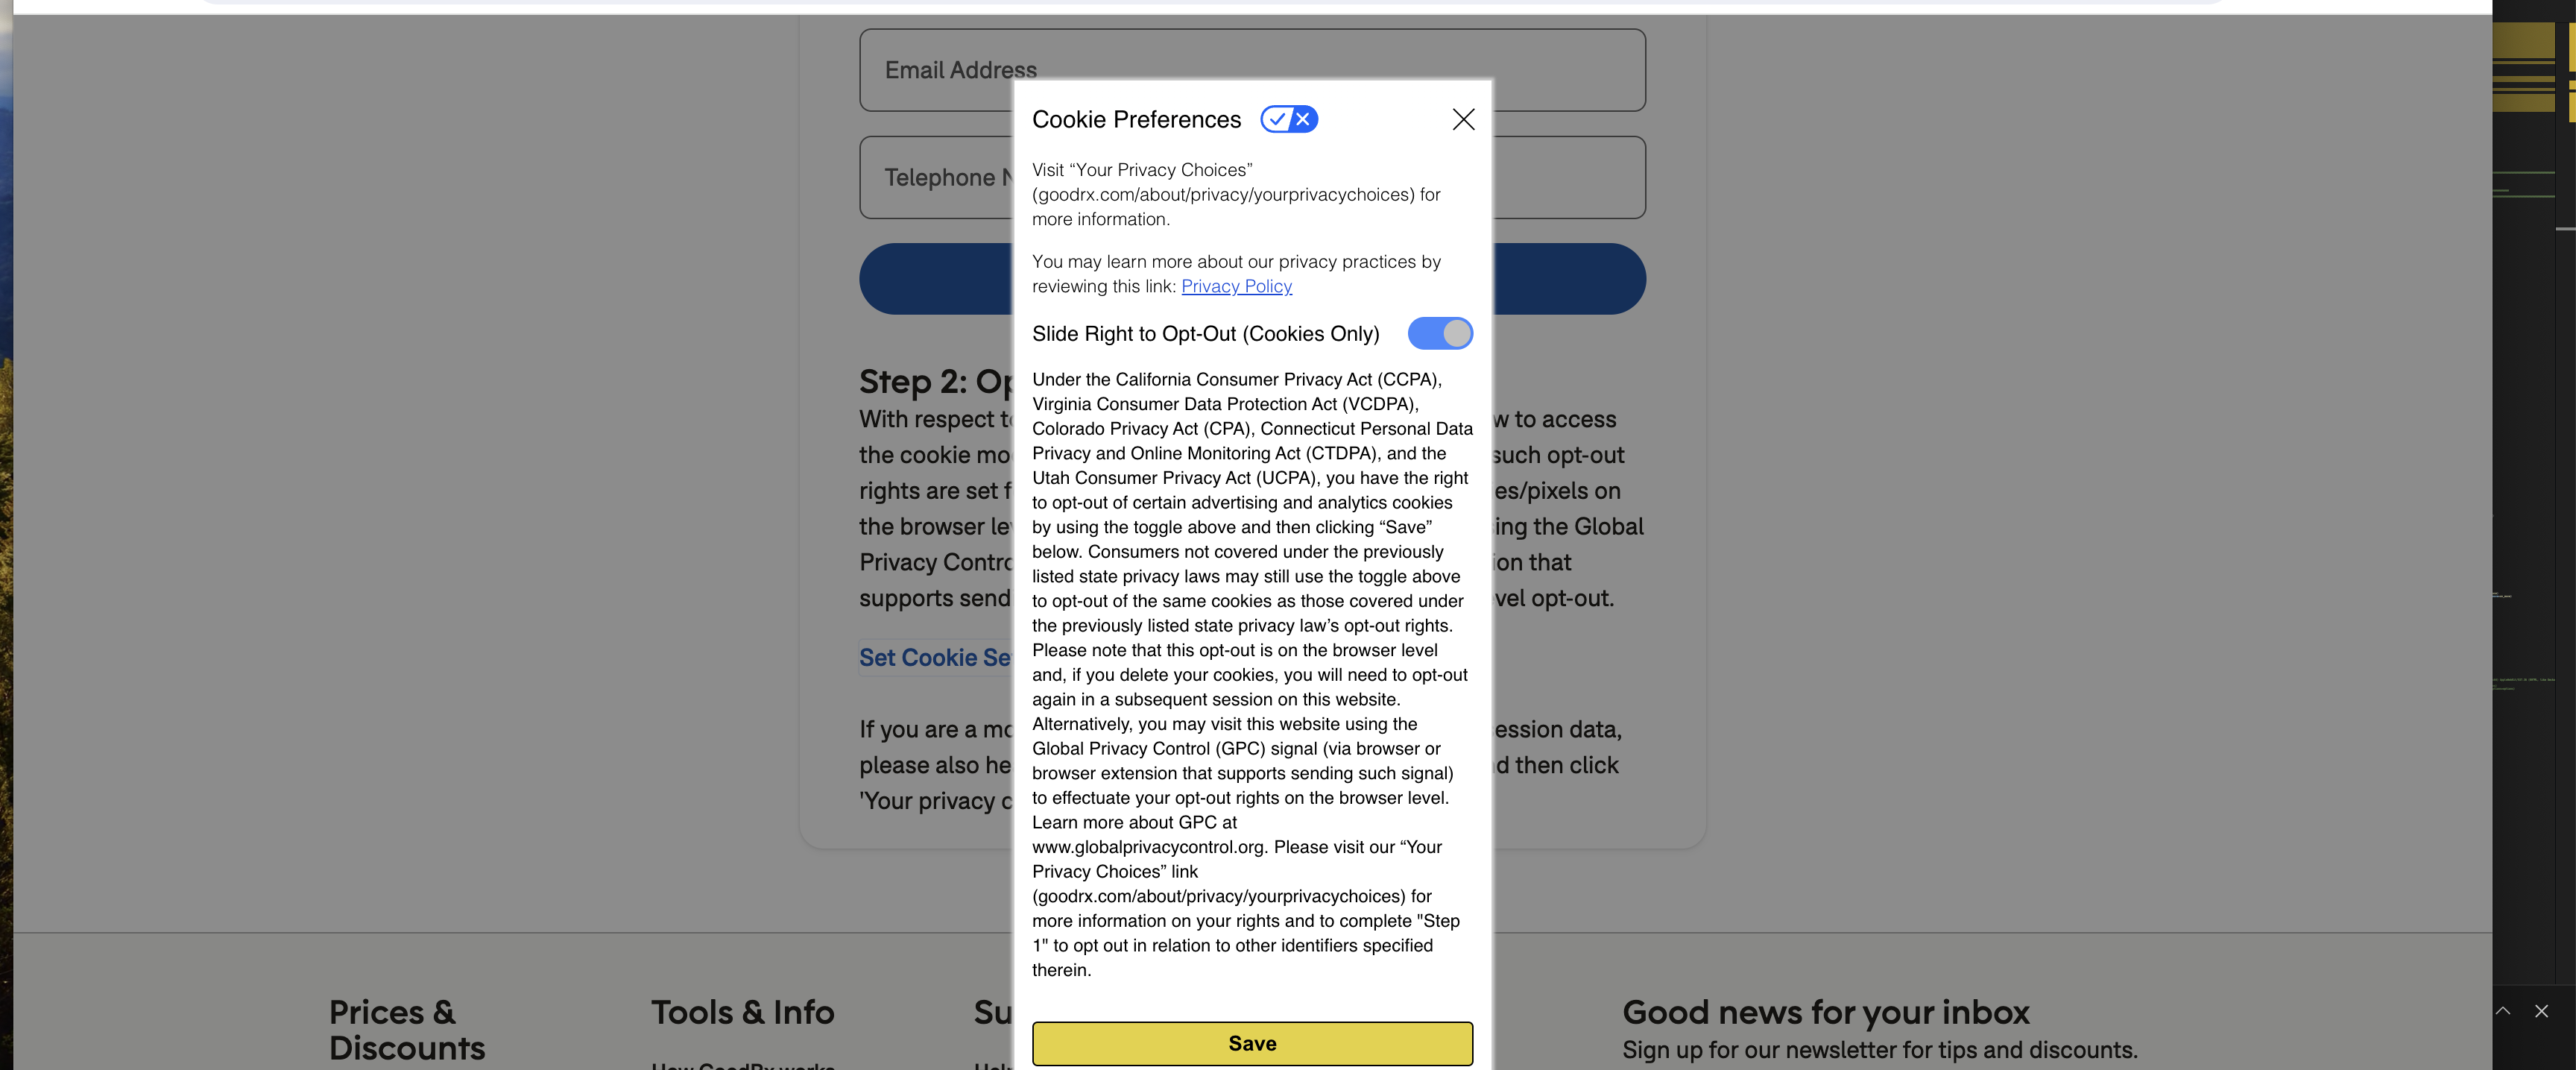 Email Address
Telephone N
Step 2: Op
With respect to
the cookie mo
rights are set f
the browser le
Privacy Contro
supports send
Set Cookie Se
If you are a mo
please also he
'Your privacy c
w to access
such opt-out
es/pixels on
ing the Global
ion that
vel opt-out.
ession data,
d then click
Cookie Preferences
Visit “Your Privacy Choices”
(goodrx.com/about/privacy/yourprivacychoices) for
more information.
You may learn more about our privacy practices by
reviewing this link: Privacy Policy
Slide Right to Opt-Out (Cookies Only)
Under the California Consumer Privacy Act (CCPA),
Virginia Consumer Data Protection Act (VCDPA),
Colorado Privacy Act (CPA), Connecticut Personal Data
Privacy and Online Monitoring Act (CTDPA), and the
Utah Consumer Privacy Act (UCPA), you have the right
to opt-out of certain advertising and analytics cookies
by using the toggle above and then clicking “Save”
below. Consumers not covered under the previously
listed state privacy laws may still use the toggle above
to opt-out of the same cookies as those covered under
the previously listed state privacy law’s opt-out rights.
Please note that this opt-out is on the browser level
and, if you delete your cookies, you will need to opt-out
again in a subsequent session on this website.
Alternatively, you may visit this website using the
Global Privacy Control (GPC) signal (via browser or
browser extension that supports sending such signal)
to effectuate your opt-out rights on the browser level.
Learn more about GPC at
www.globalprivacycontrol.org. Please visit our “Your
Privacy Choices” link
(goodrx.com/about/privacy/yourprivacychoices) for
more information on your rights and to complete "Step
1" to opt out in relation to other identifiers specified
therein.
Save
Prices &
Discounts
Tools & Info
How GoodRx works
Su
Good news for your inbox
Sign up for our newsletter for tips and discounts.